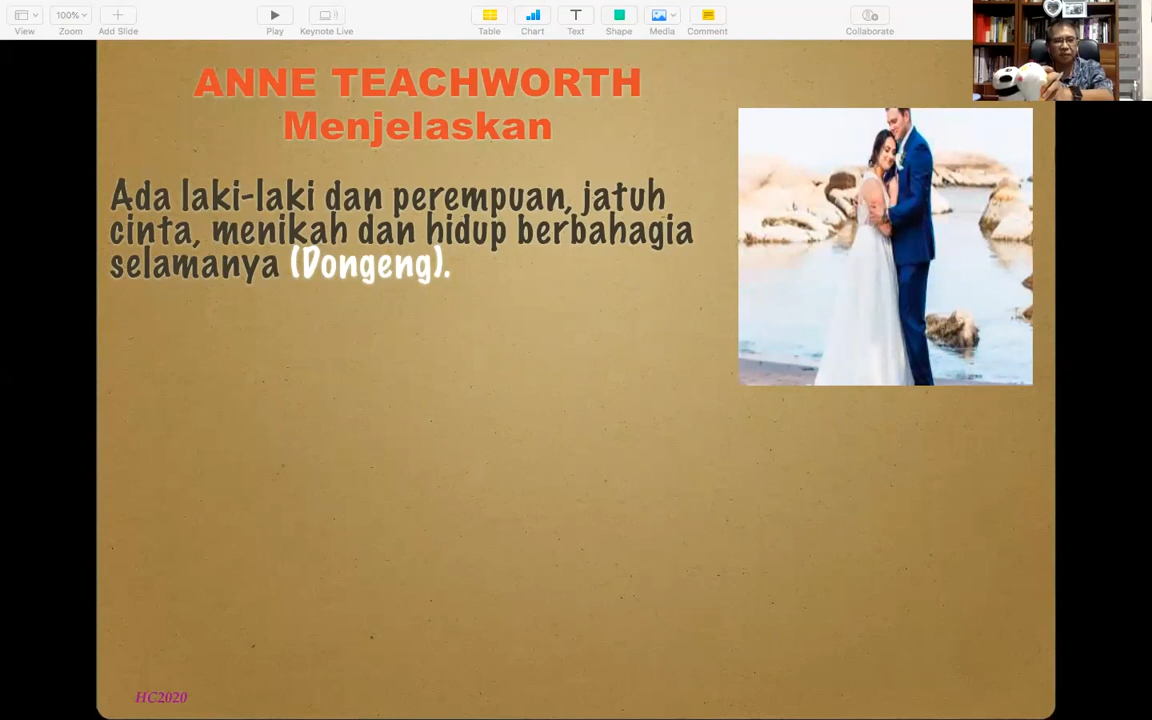 View
100%
Zoom
Add Slide
Play
Keynote Live
Table
Chart
Text
Shape
Media
Comment
Collaborate
ANNE TEACHWORTH
Menjelaskan
Ada laki-laki dan perempuan, jatuh
cinta, menikah dan hidup berbahagia
selamanya (Dongeng).
HC2020